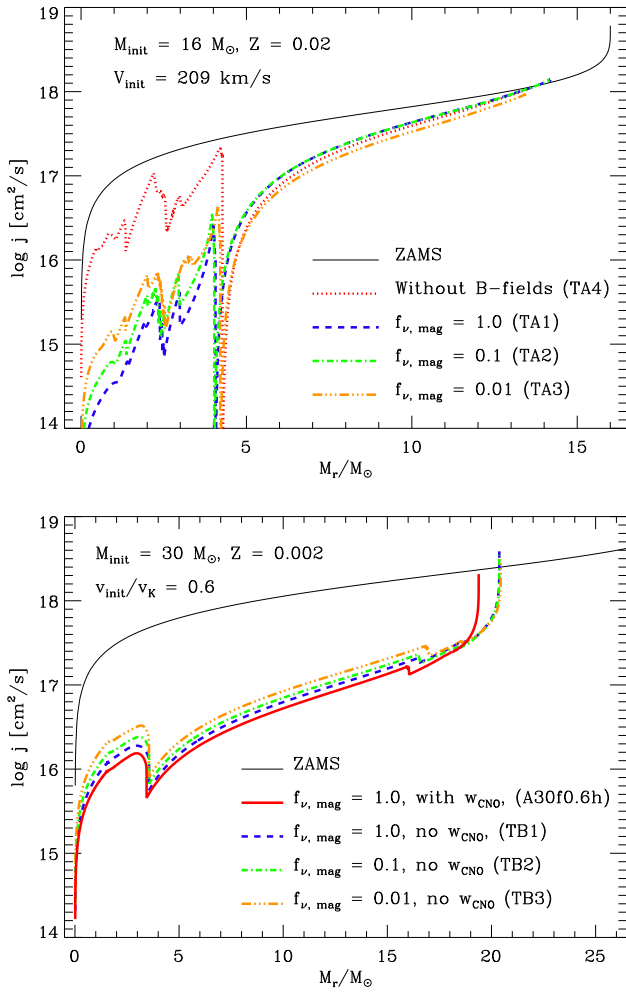 19
18
17
16
15
14
log j [cm²/s]
M_init = 16 M_⊙, Z = 0.02
V_init = 209 km/s
ZAMS
Without B−fields (TA4)
f_ν, mag = 1.0 (TA1)
f_ν, mag = 0.1 (TA2)
f_ν, mag = 0.01 (TA3)
0 5 10 15
M_r/M_⊙
19
18
17
16
15
14
log j [cm²/s]
M_init = 30 M_⊙, Z = 0.002
v_init/v_K = 0.6
ZAMS
f_ν, mag = 1.0, with w_CNO, (A30f0.6h)
f_ν, mag = 1.0, no w_CNO, (TB1)
f_ν, mag = 0.1, no w_CNO (TB2)
f_ν, mag = 0.01, no w_CNO (TB3)
0 5 10 15 20 25
M_r/M_⊙